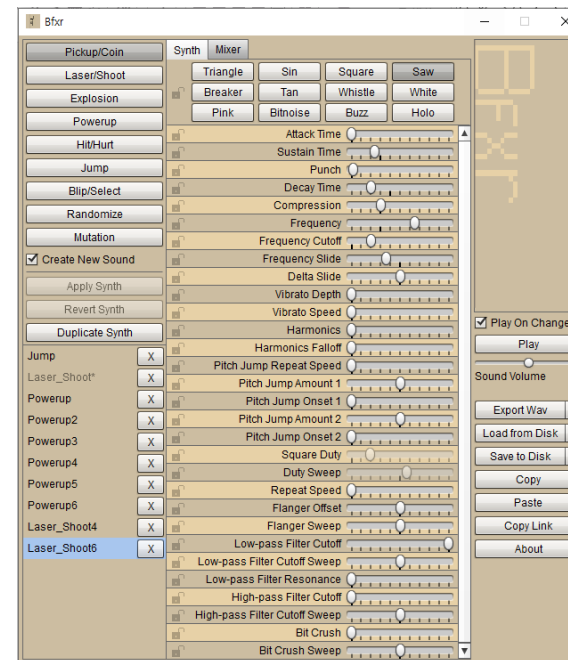 Bfxr
Pickup/Coin
Laser/Shoot
Explosion
Powerup
Hit/Hurt
Jump
Blip/Select
Randomize
Mutation
Create New Sound
Apply Synth
Revert Synth
Duplicate Synth
Jump X
Laser_Shoot* X
Powerup X
Powerup2 X
Powerup3 X
Powerup4 X
Powerup5 X
Powerup6 X
Laser_Shoot4 X
Laser_Shoot6 X
Synth Mixer
Triangle Sin Square Saw
Breaker Tan Whistle White
Pink Bitnoise Buzz Holo
Attack Time
Sustain Time
Punch
Decay Time
Compression
Frequency
Frequency Cutoff
Frequency Slide
Delta Slide
Vibrato Depth
Vibrato Speed
Harmonics
Harmonics Falloff
Pitch Jump Repeat Speed
Pitch Jump Amount 1
Pitch Jump Onset 1
Pitch Jump Amount 2
Pitch Jump Onset 2
Square Duty
Duty Sweep
Repeat Speed
Flanger Offset
Flanger Sweep
Low-pass Filter Cutoff
Low-pass Filter Cutoff Sweep
Low-pass Filter Resonance
High-pass Filter Cutoff
High-pass Filter Cutoff Sweep
Bit Crush
Bit Crush Sweep
Bfxr
Play On Change
Play
Sound Volume
Export Wav
Load from Disk
Save to Disk
Copy
Paste
Copy Link
About